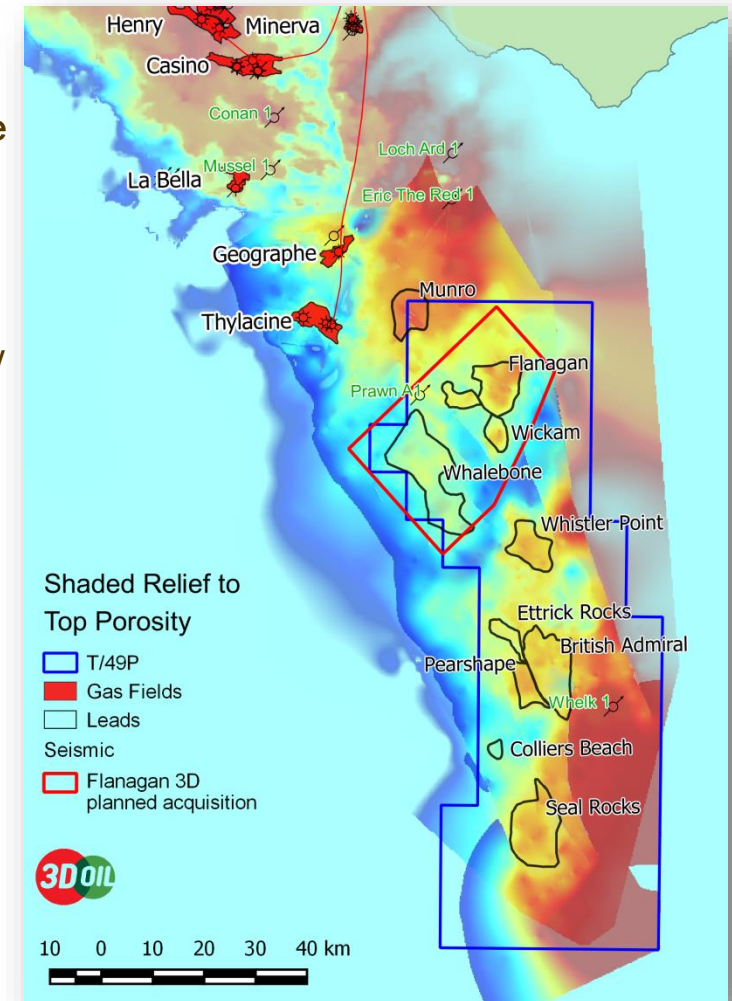 Henry
Minerva
Casino
e
Conan 1
Loch Ard 1
Mussel 1
La Bella
Eric The Red 1
Geographe
Munro
Thylacine
y
Flanagan
Prawn A1
Wickam
Whalebone
Whistler Point
Shaded Relief to
Top Porosity
Ettrick Rocks
British Admiral
T/49P
Pearshape
Gas Fields
Whelk 1
Leads
Seismic
Colliers Beach
Flanagan 3D
planned acquisition
Seal Rocks
3D OIL
10 0 10 20 30 40 km